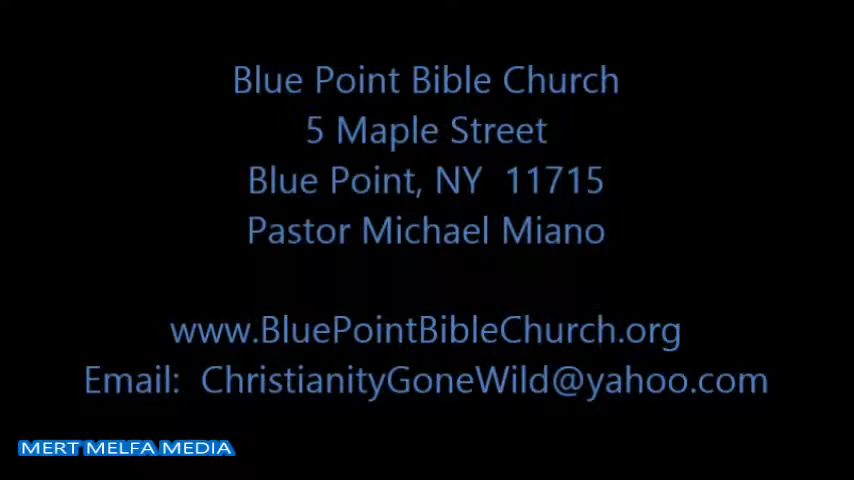 Blue Point Bible Church
5 Maple Street
Blue Point, NY  11715
Pastor Michael Miano
www.BluePointBibleChurch.org
Email:  ChristianityGoneWild@yahoo.com
MERT MELFA MEDIA